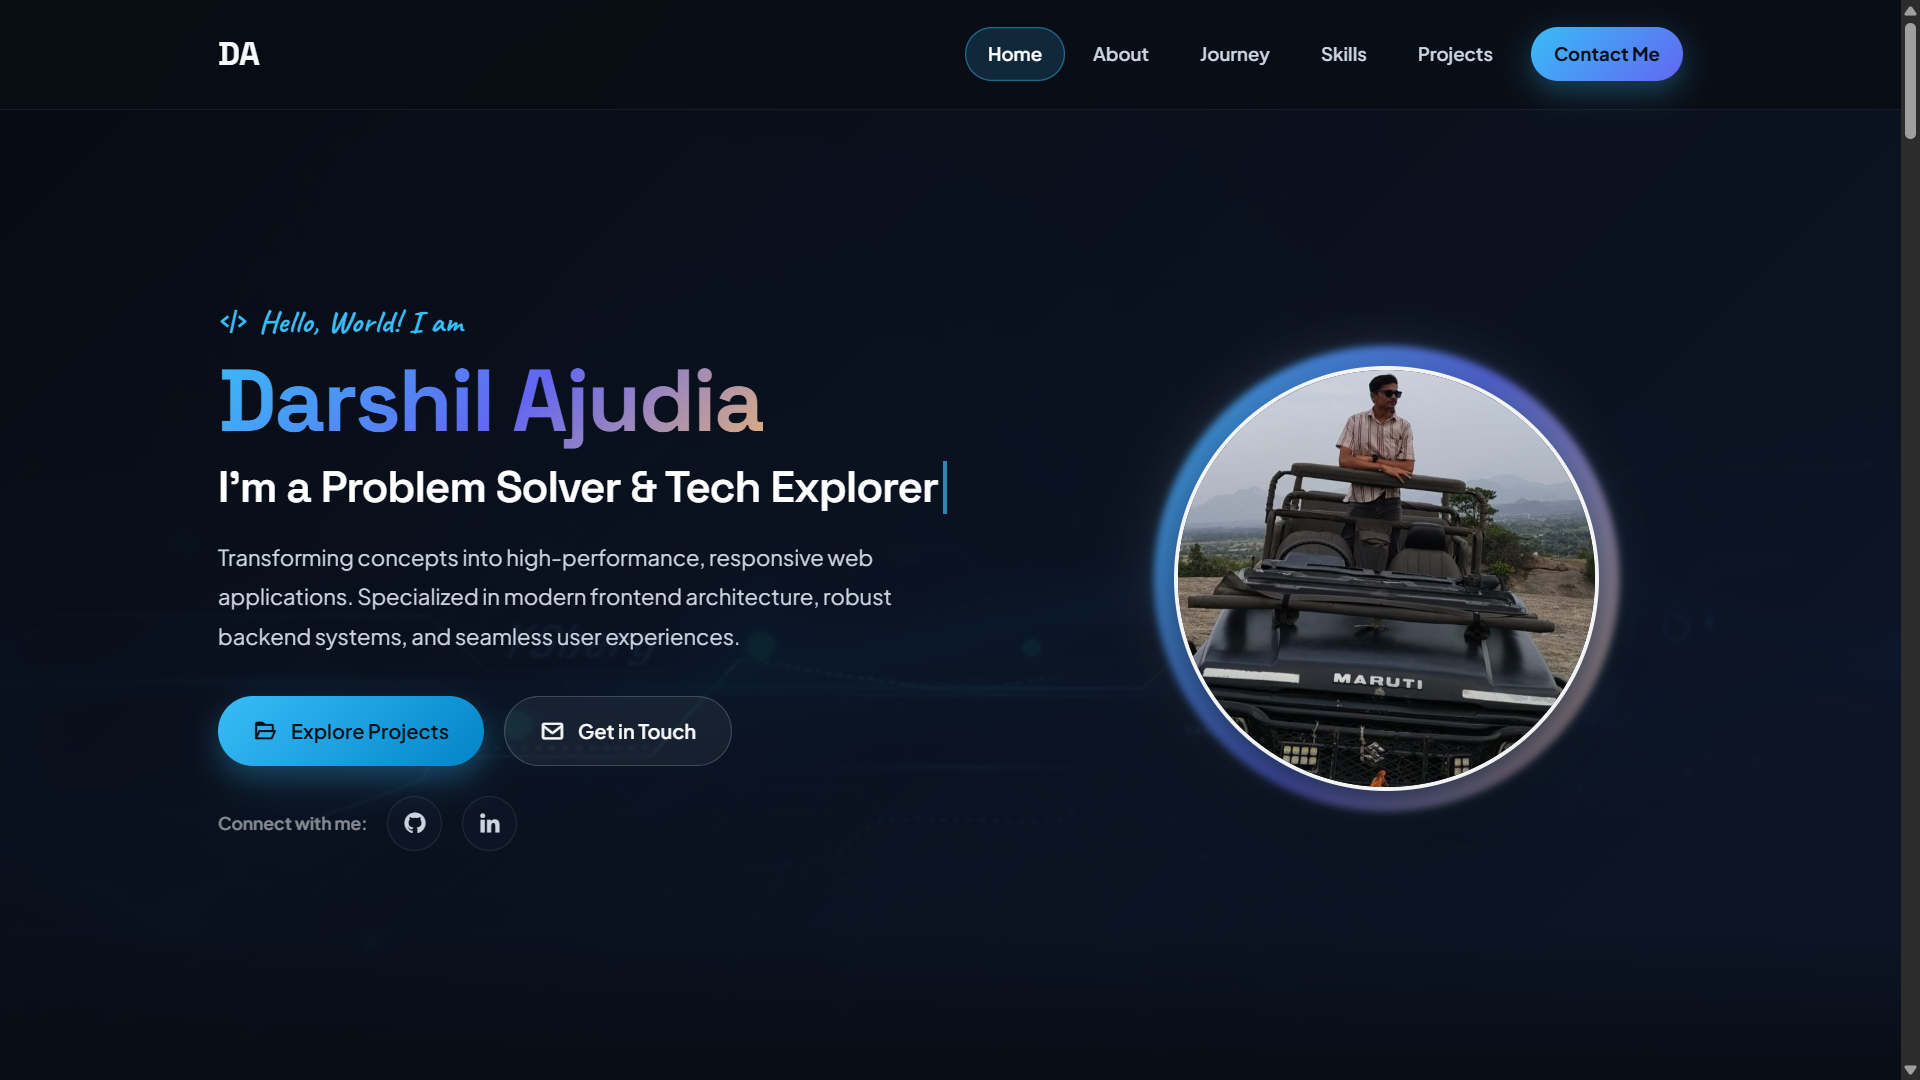 DA
Home
About
Journey
Skills
Projects
Contact Me
</> Hello, World! I am
Darshil Ajudia
I'm a Problem Solver & Tech Explorer
Transforming concepts into high-performance, responsive web
applications. Specialized in modern frontend architecture, robust
backend systems, and seamless user experiences.
Explore Projects
Get in Touch
Connect with me:
in
MARUTI